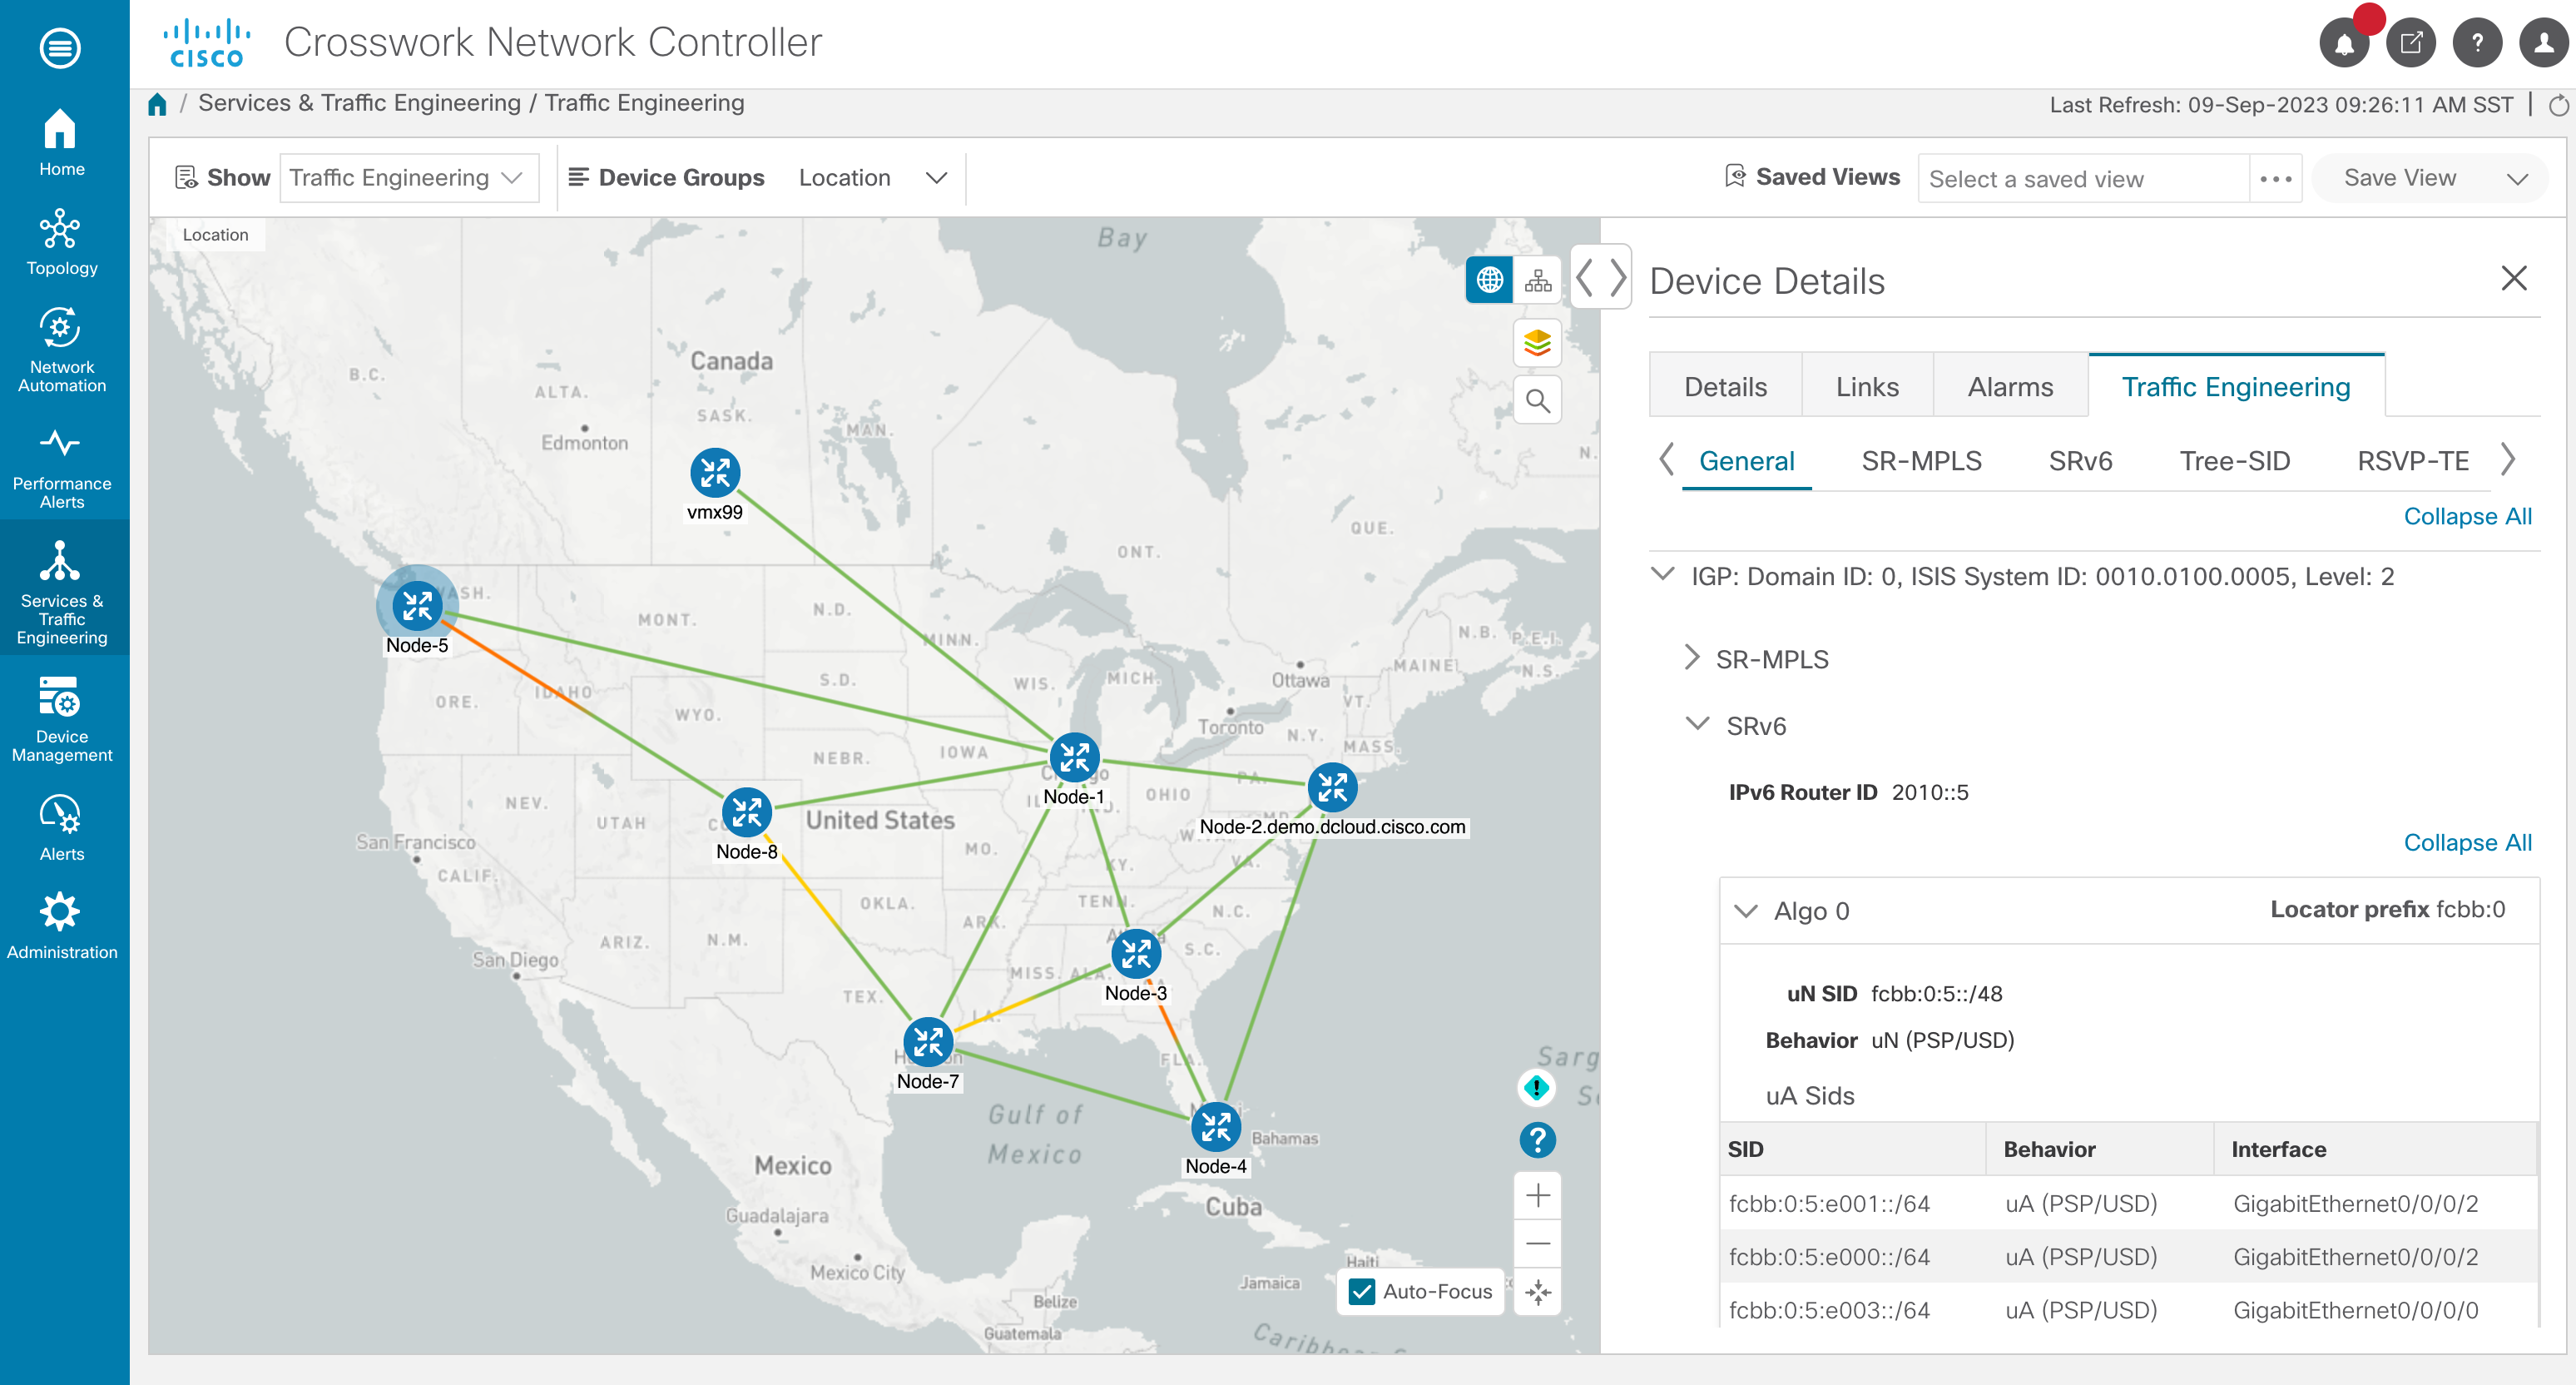 CISCO
Crosswork Network Controller
Home
Topology
Network
Automation
Performance
Alerts
Services &
Traffic
Engineering
Device
Management
Alerts
Administration
/ Services & Traffic Engineering / Traffic Engineering
Last Refresh: 09-Sep-2023 09:26:11 AM SST |
Show
Traffic Engineering
Device Groups
Location
Saved Views
Select a saved view
Save View
Location
Bay
Canada
B.C.
ALTA.
SASK.
MAN.
Edmonton
vmx99
N.
QUE.
ONT.
WASH.
Node-5
MONT.
N.D.
MINN.
N.B.
P.E.I.
MAINE
N.S.
Ottawa
ORE.
IDAHO
S.D.
WIS.
MICH.
VT.
WYO.
Toronto
N.Y.
MASS.
NEBR.
IOWA
PA.
OHIO
Node-1
NEV.
UTAH
United States
Node-8
San Francisco
CALIF.
MO.
KY.
VA.
Node-2.demo.dcloud.cisco.com
OKLA.
TENN.
N.C.
ARK.
ARIZ.
N.M.
S.C.
San Diego
MISS.
ALA.
Node-3
TEX.
LA.
Node-7
FLA.
Sarg
S
Gulf of
Mexico
Bahamas
Node-4
Mexico
Cuba
Guadalajara
Mexico City
Haiti
Jamaica
Belize
Guatemala
Auto-Focus
Device Details
Details
Links
Alarms
Traffic Engineering
General
SR-MPLS
SRv6
Tree-SID
RSVP-TE
Collapse All
IGP: Domain ID: 0, ISIS System ID: 0010.0100.0005, Level: 2
SR-MPLS
SRv6
IPv6 Router ID 2010::5
Collapse All
Algo 0
Locator prefix fcbb:0
uN SID fcbb:0:5::/48
Behavior uN (PSP/USD)
uA Sids
SID Behavior Interface
fcbb:0:5:e001::/64 uA (PSP/USD) GigabitEthernet0/0/0/2
fcbb:0:5:e000::/64 uA (PSP/USD) GigabitEthernet0/0/0/2
fcbb:0:5:e003::/64 uA (PSP/USD) GigabitEthernet0/0/0/0